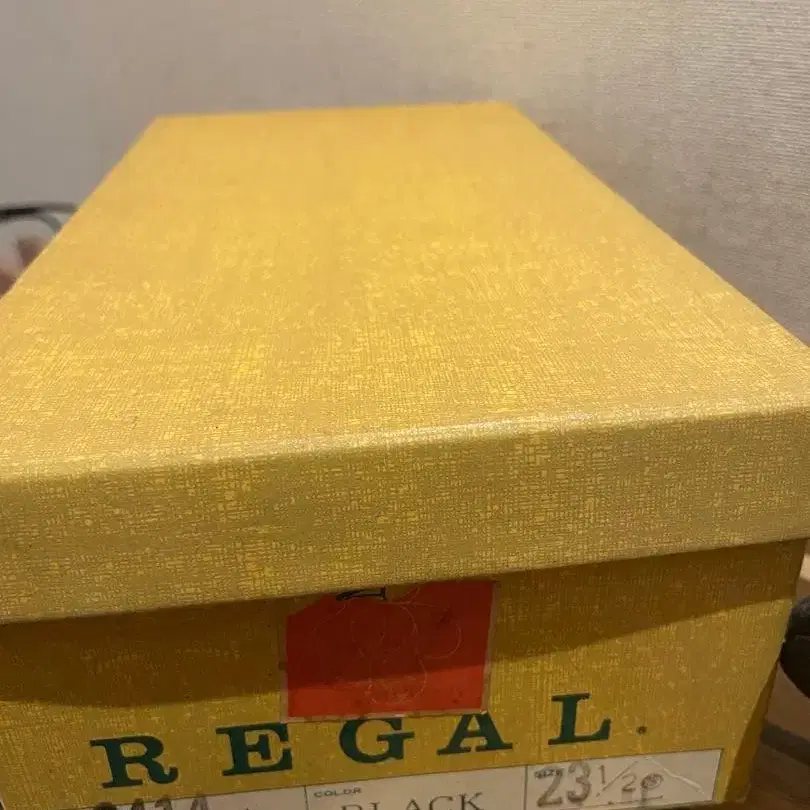 REGAL.
COLOR SIZE
BLACK 23 1/2